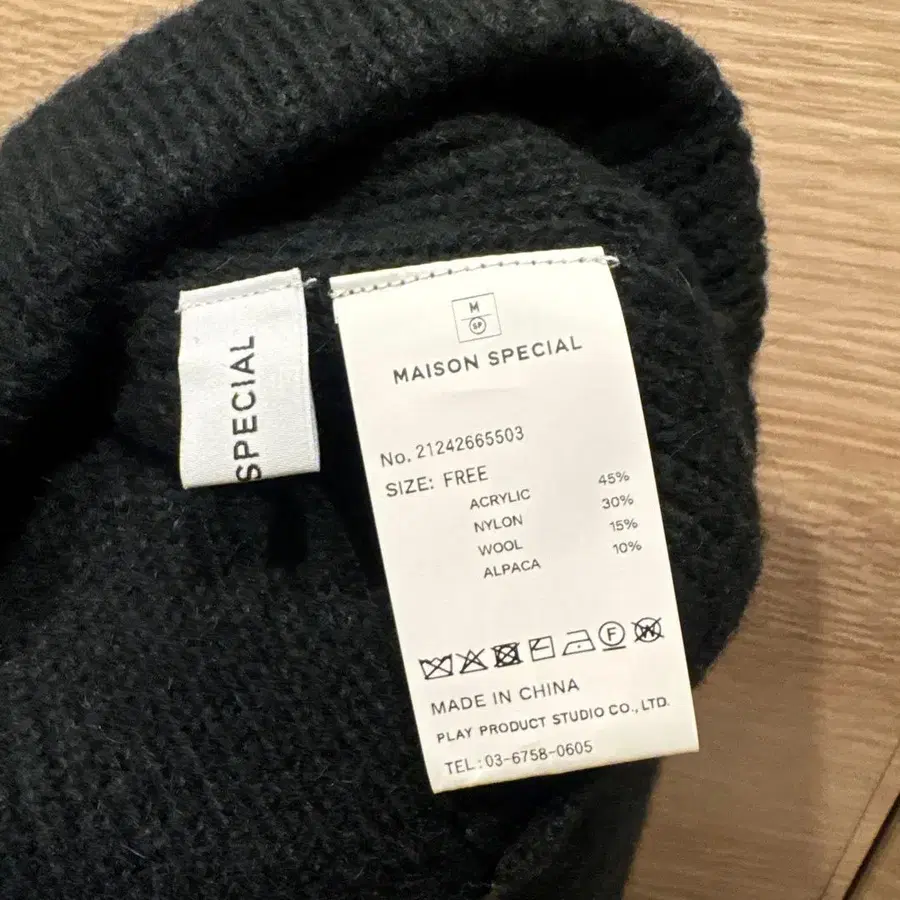 SPECIAL
M
SP
MAISON SPECIAL
No. 21242665503
SIZE: FREE
ACRYLIC 45%
NYLON 30%
WOOL 15%
ALPACA 10%
F W
MADE IN CHINA
PLAY PRODUCT STUDIO CO., LTD.
TEL : 03-6758-0605